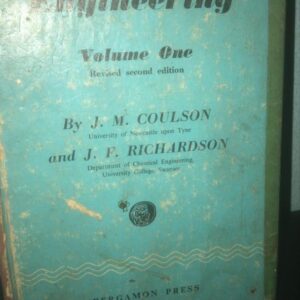 Engineering
Volume One
Revised second edition
By J. M. COULSON
University of Newcastle upon Tyne
and J. F. RICHARDSON
Department of Chemical Engineering,
University College, Swansea
PERGAMON PRESS